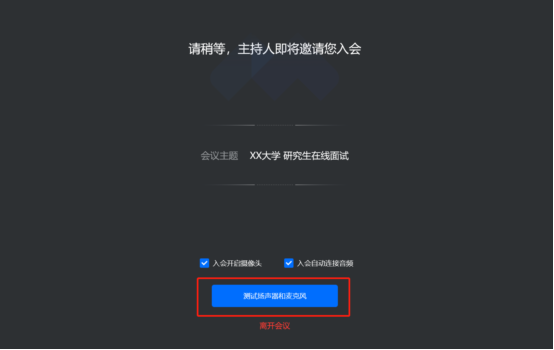 请稍等，主持人即将邀请您入会
会议主题 XX大学 研究生在线面试
入会开启摄像头 入会自动连接音频
测试扬声器和麦克风
离开会议